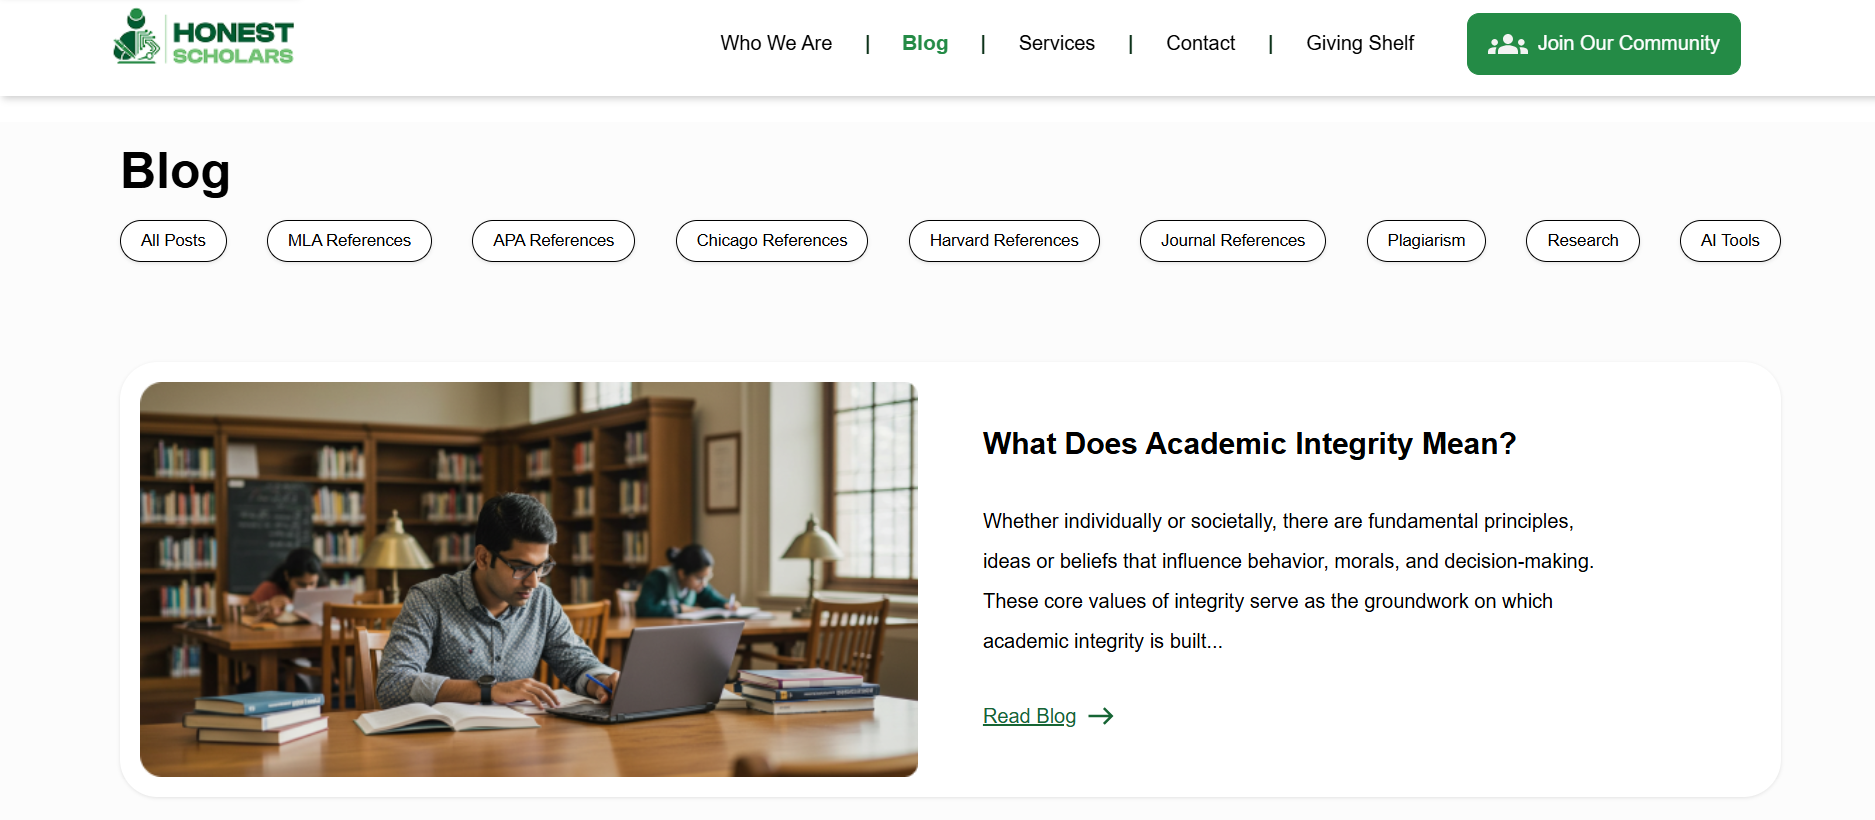 HONEST
SCHOLARS
Who We Are | Blog | Services | Contact | Giving Shelf
Join Our Community
Blog
All Posts
MLA References
APA References
Chicago References
Harvard References
Journal References
Plagiarism
Research
AI Tools
What Does Academic Integrity Mean?
Whether individually or societally, there are fundamental principles,
ideas or beliefs that influence behavior, morals, and decision-making.
These core values of integrity serve as the groundwork on which
academic integrity is built...
Read Blog